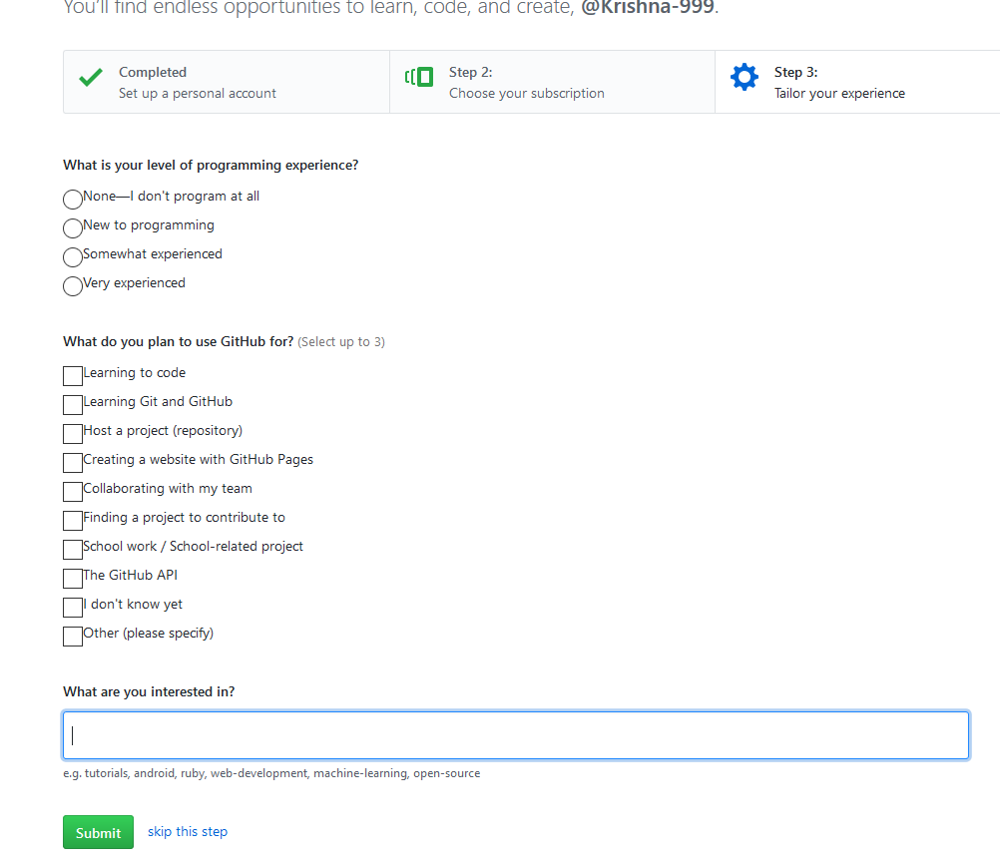 You'll find endless opportunities to learn, code, and create, @Krishna-999.
Completed
Set up a personal account
Step 2:
Choose your subscription
Step 3:
Tailor your experience
What is your level of programming experience?
None—I don't program at all
New to programming
Somewhat experienced
Very experienced
What do you plan to use GitHub for? (Select up to 3)
Learning to code
Learning Git and GitHub
Host a project (repository)
Creating a website with GitHub Pages
Collaborating with my team
Finding a project to contribute to
School work / School-related project
The GitHub API
I don't know yet
Other (please specify)
What are you interested in?
e.g. tutorials, android, ruby, web-development, machine-learning, open-source
Submit skip this step